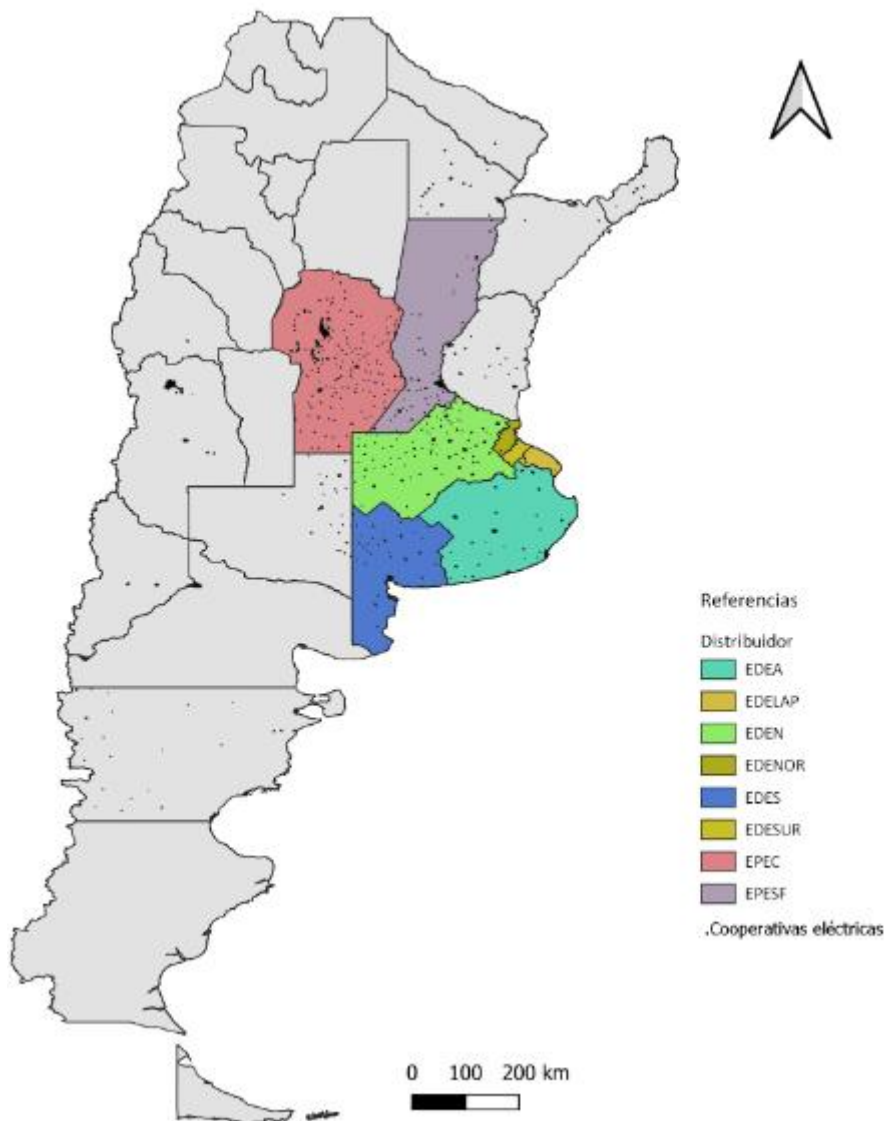 Referencias
Distribuidor
EDEA
EDELAP
EDEN
EDENOR
EDES
EDESUR
EPEC
EPESF
.Cooperativas eléctricas
0 100 200 km